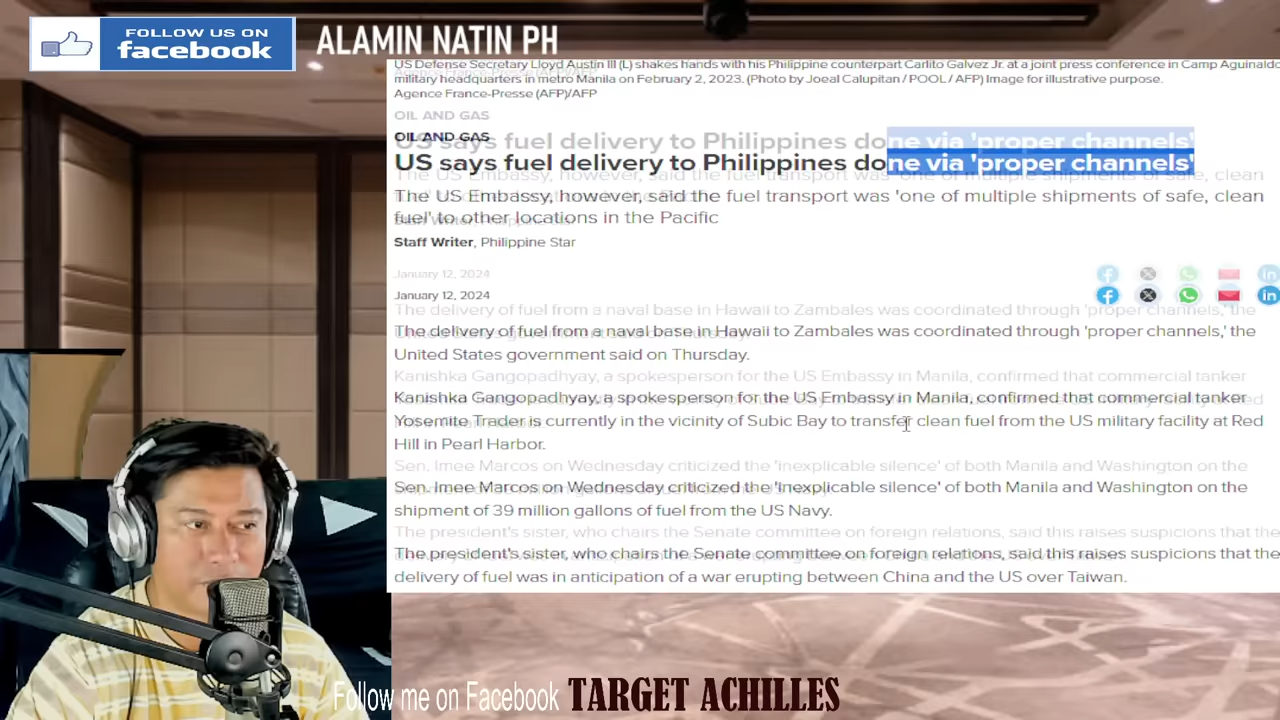 FOLLOW US ON
facebook
ALAMIN NATIN PH
US Defense Secretary Lloyd Austin III (L) shakes hands with his Philippine counterpart Carlito Galvez Jr. at a joint press conference in Camp Aguinaldo
military headquarters in metro Manila on February 2, 2023. (Photo by Joeal Calupitan / POOL / AFP) Image for illustrative purpose.
Agence France-Presse (AFP)/AFP
OIL AND GAS
US says fuel delivery to Philippines done via 'proper channels'
The US Embassy, however, said the fuel transport was 'one of multiple shipments of safe, clean
fuel' to other locations in the Pacific
Staff Writer, Philippine Star
January 12, 2024
The delivery of fuel from a naval base in Hawaii to Zambales was coordinated through 'proper channels,' the
United States government said on Thursday.
Kanishka Gangopadhyay, a spokesperson for the US Embassy in Manila, confirmed that commercial tanker
Yosemite Trader is currently in the vicinity of Subic Bay to transfer clean fuel from the US military facility at Red
Hill in Pearl Harbor.
Sen. Imee Marcos on Wednesday criticized the 'inexplicable silence' of both Manila and Washington on the
shipment of 39 million gallons of fuel from the US Navy.
The president's sister, who chairs the Senate committee on foreign relations, said this raises suspicions that the
delivery of fuel was in anticipation of a war erupting between China and the US over Taiwan.
Follow me on Facebook TARGET ACHILLES